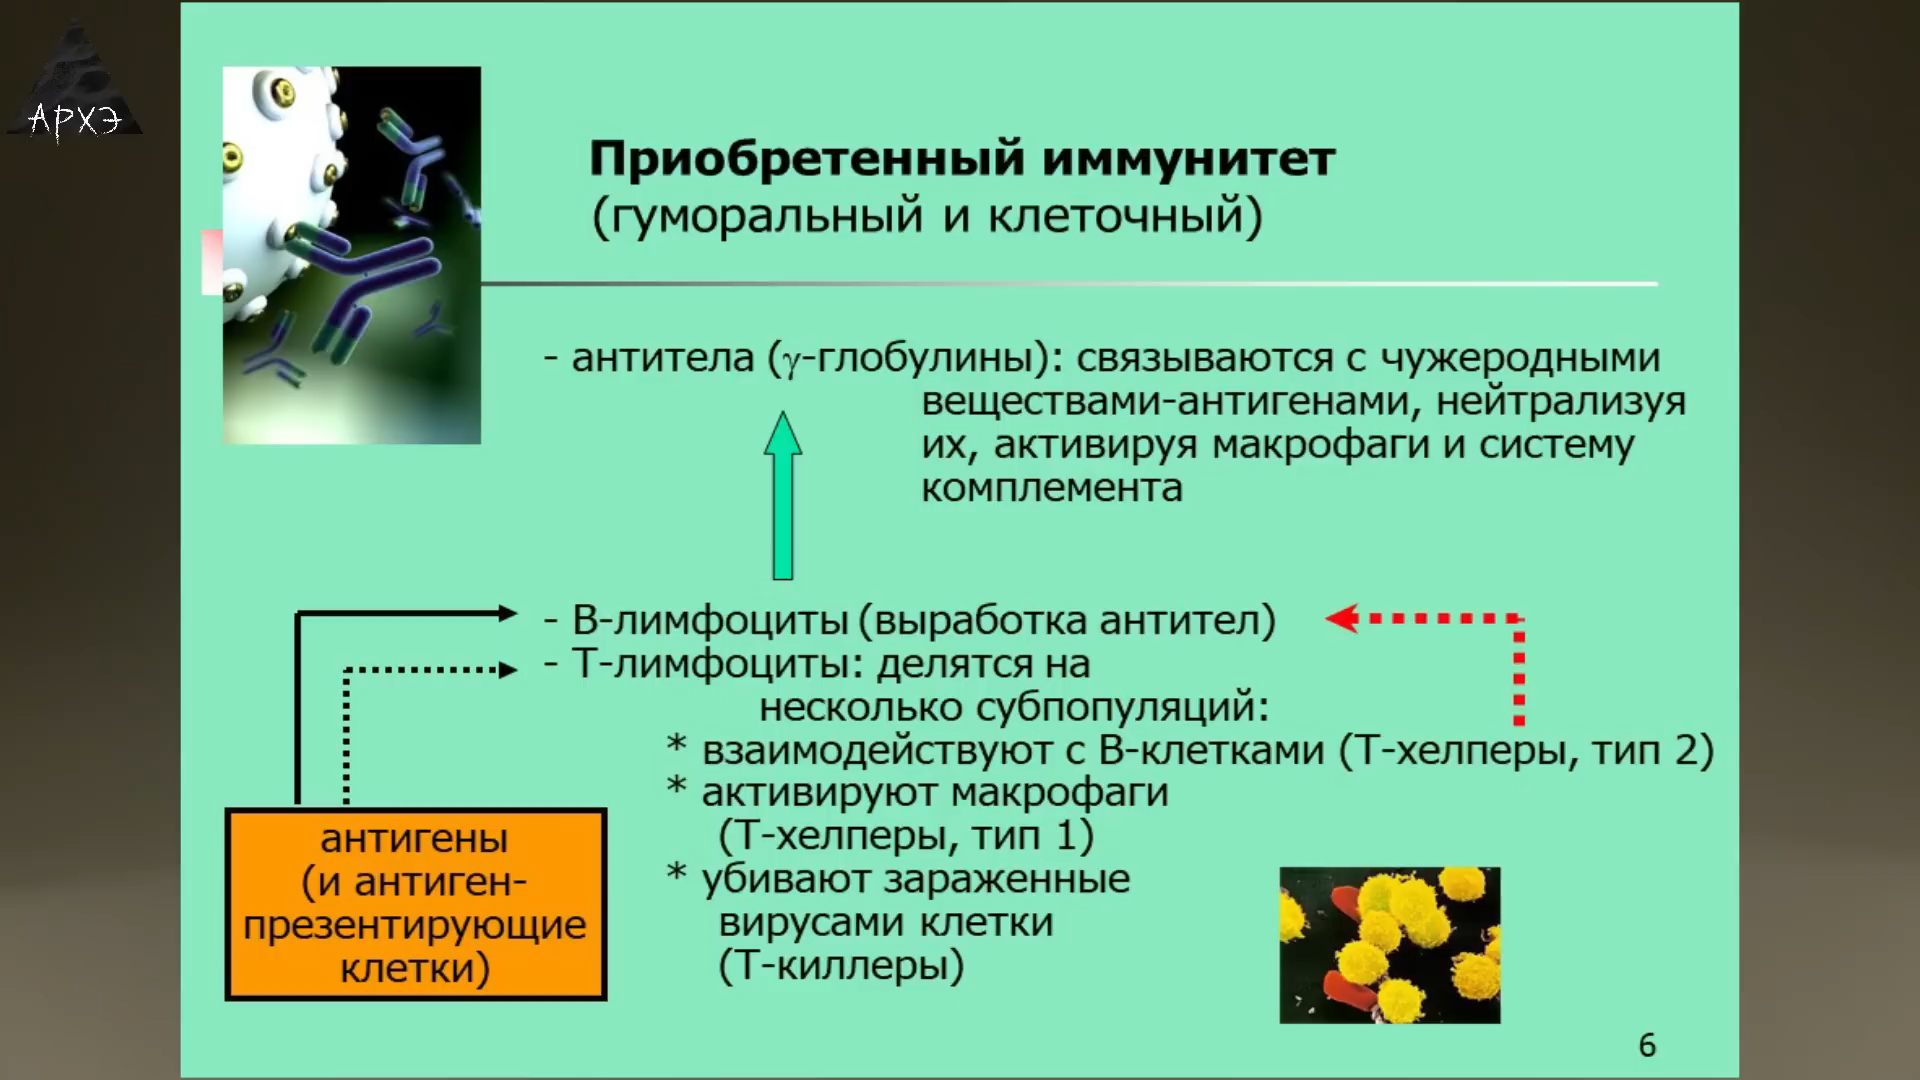 АРХЭ
Приобретенный иммунитет
(гуморальный и клеточный)
- антитела (γ-глобулины): связываются с чужеродными
веществами-антигенами, нейтрализуя
их, активируя макрофаги и систему
комплемента
- В-лимфоциты (выработка антител)
- Т-лимфоциты: делятся на
несколько субпопуляций:
* взаимодействуют с В-клетками (Т-хелперы, тип 2)
* активируют макрофаги
(Т-хелперы, тип 1)
* убивают зараженные
вирусами клетки
(Т-киллеры)
антигены
(и антиген-
презентирующие
клетки)
6